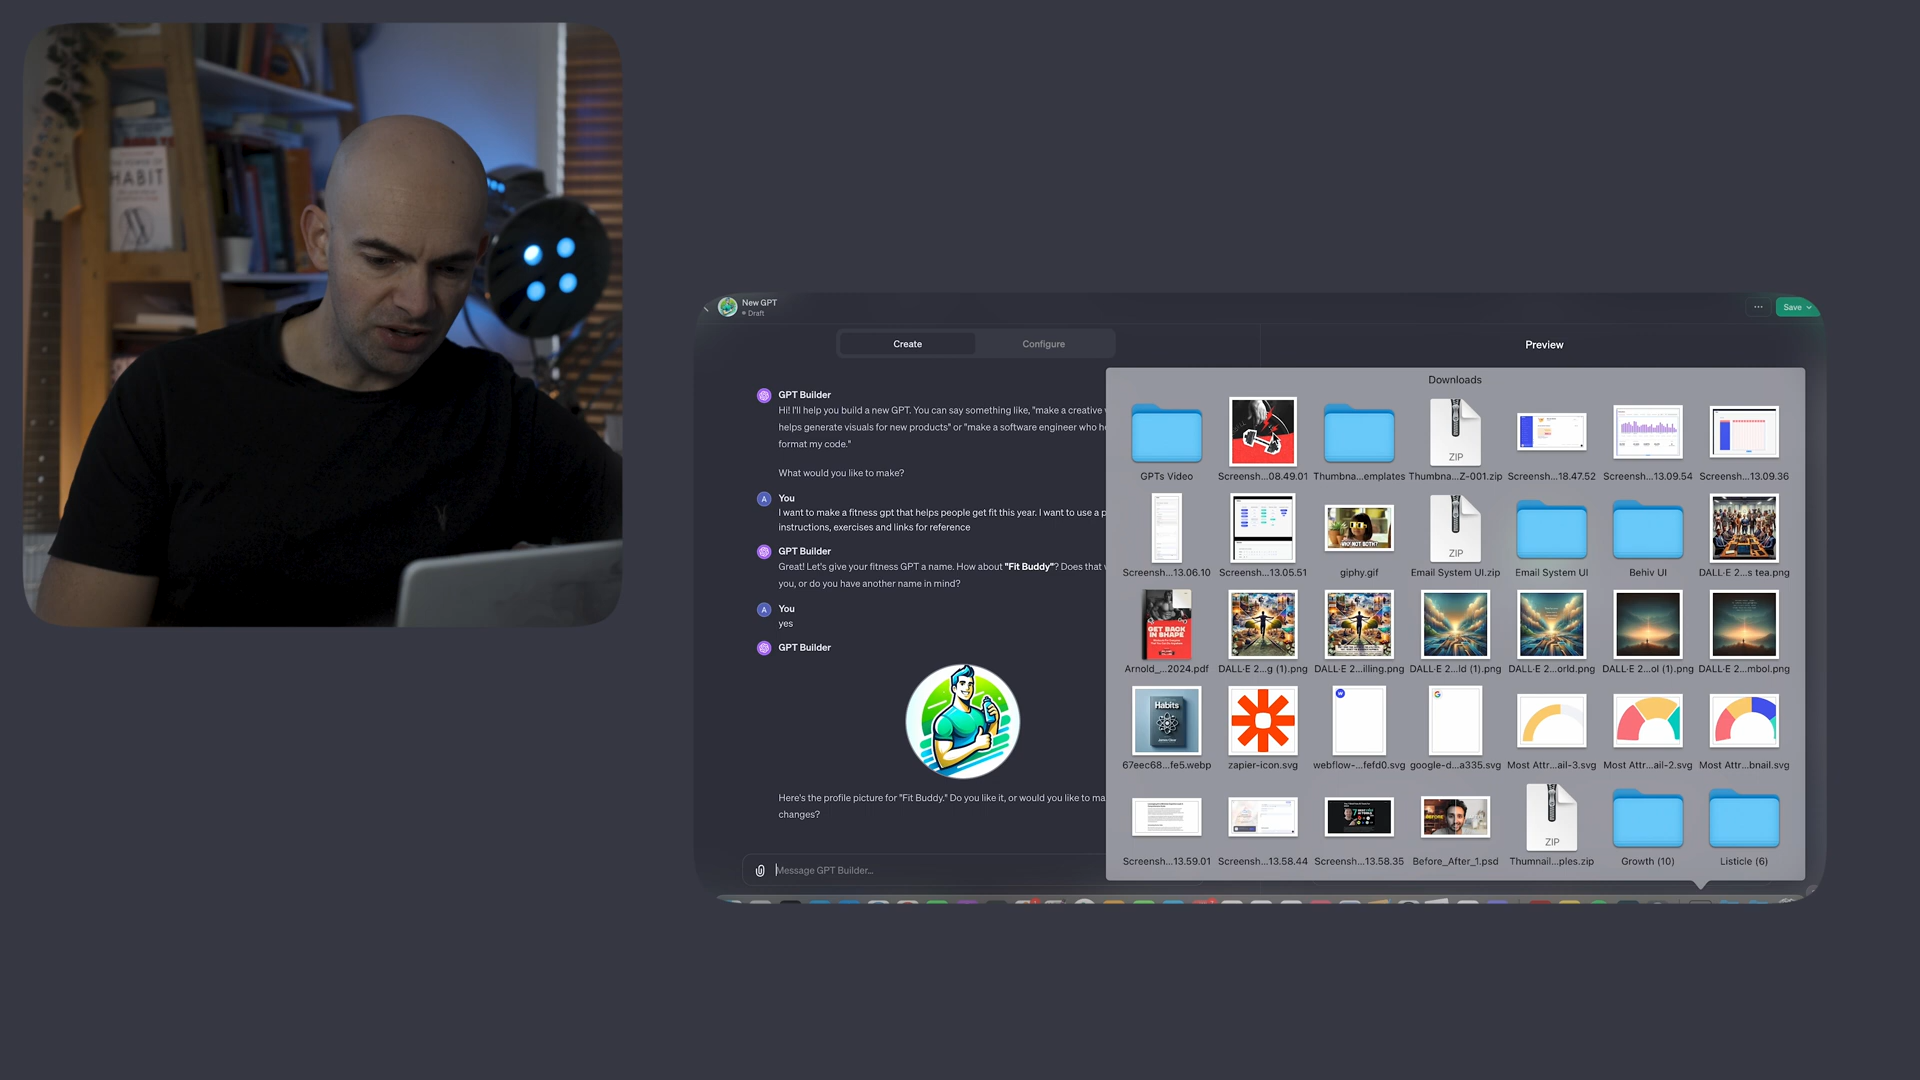 HABIT
New GPT
Draft
Save
Create
Configure
Preview
GPT Builder
Hi! I'll help you build a new GPT. You can say something like, "make a creative
helps generate visuals for new products" or "make a software engineer who
format my code."
What would you like to make?
A
You
I want to make a fitness gpt that helps people get fit this year. I want to use a
instructions, exercises and links for reference
GPT Builder
Great! Let's give your fitness GPT a name. How about "Fit Buddy"? Does that
you, or do you have another name in mind?
A
You
yes
GPT Builder
Here's the profile picture for "Fit Buddy." Do you like it, or would you like to
changes?
Message GPT Builder...
Downloads
ZIP
GPTs Video
Screensh...08.49.01
Thumbna...emplates
Thumbna...Z-001.zip
Screensh...18.47.52
Screensh...13.09.54
Screensh...13.09.36
WHY NOT BOTH?
ZIP
Screensh...13.06.10
Screensh...13.05.51
giphy.gif
Email System UI.zip
Email System UI
Behiv UI
DALL·E 2...s tea.png
GET BACK
IN SHAPE
Arnold_...2024.pdf
DALL·E 2...g (1).png
DALL·E 2...illing.png
DALL·E 2...ld (1).png
DALL·E 2...orld.png
DALL·E 2...ol (1).png
DALL·E 2...mbol.png
Habits
67eec68...fe5.webp
zapier-icon.svg
webflow-...fefd0.svg
google-d...a335.svg
Most Attr...ail-3.svg
Most Attr...ail-2.svg
Most Attr...bnail.svg
BEFORE
ZIP
Screensh...13.59.01
Screensh...13.58.44
Screensh...13.58.35
Before_After_1.psd
Thumnail...ples.zip
Growth (10)
Listicle (6)